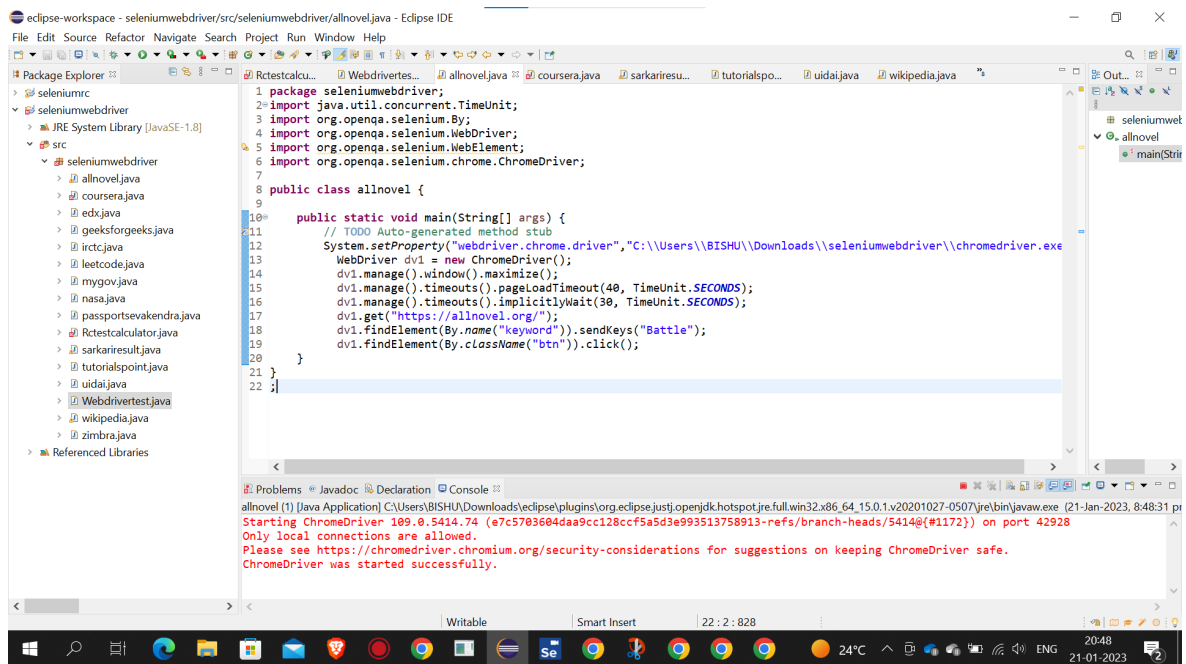 eclipse-workspace - seleniumwebdriver/src/seleniumwebdriver/allnovel.java - Eclipse IDE
File Edit Source Refactor Navigate Search Project Run Window Help
Package Explorer
seleniumrc
seleniumwebdriver
JRE System Library [JavaSE-1.8]
src
seleniumwebdriver
allnovel.java
coursera.java
edx.java
geeksforgeeks.java
irctc.java
leetcode.java
mygov.java
nasa.java
passportsevakendra.java
Rctestcalculator.java
sarkariresult.java
tutorialspoint.java
uidai.java
Webdrivertest.java
wikipedia.java
zimbra.java
Referenced Libraries
Rctestcalcu... Webdrivertes... allnovel.java coursera.java sarkariresu... tutorialspo... uidai.java wikipedia.java »8
1 package seleniumwebdriver;
2 import java.util.concurrent.TimeUnit;
3 import org.openqa.selenium.By;
4 import org.openqa.selenium.WebDriver;
5 import org.openqa.selenium.WebElement;
6 import org.openqa.selenium.chrome.ChromeDriver;
7
8 public class allnovel {
9
10 public static void main(String[] args) {
11 // TODO Auto-generated method stub
12 System.setProperty("webdriver.chrome.driver","C:\\Users\\BISHU\\Downloads\\seleniumwebdriver\\chromedriver.exe
13 WebDriver dv1 = new ChromeDriver();
14 dv1.manage().window().maximize();
15 dv1.manage().timeouts().pageLoadTimeout(40, TimeUnit.SECONDS);
16 dv1.manage().timeouts().implicitlyWait(30, TimeUnit.SECONDS);
17 dv1.get("https://allnovel.org/");
18 dv1.findElement(By.name("keyword")).sendKeys("Battle");
19 dv1.findElement(By.className("btn")).click();
20 }
21 }
22 ;
Out...
seleniumweb
allnovel
main(Strin
Problems Javadoc Declaration Console
allnovel (1) [Java Application] C:\Users\BISHU\Downloads\eclipse\plugins\org.eclipse.justj.openjdk.hotspot.jre.full.win32.x86_64_15.0.1.v20201027-0507\jre\bin\javaw.exe (21-Jan-2023, 8:48:31 pm
Starting ChromeDriver 109.0.5414.74 (e7c5703604daa9cc128ccf5a5d3e993513758913-refs/branch-heads/5414@{#1172}) on port 42928
Only local connections are allowed.
Please see https://chromedriver.chromium.org/security-considerations for suggestions on keeping ChromeDriver safe.
ChromeDriver was started successfully.
Writable Smart Insert 22 : 2 : 828
Se 24°C ENG 20:48
21-01-2023 2